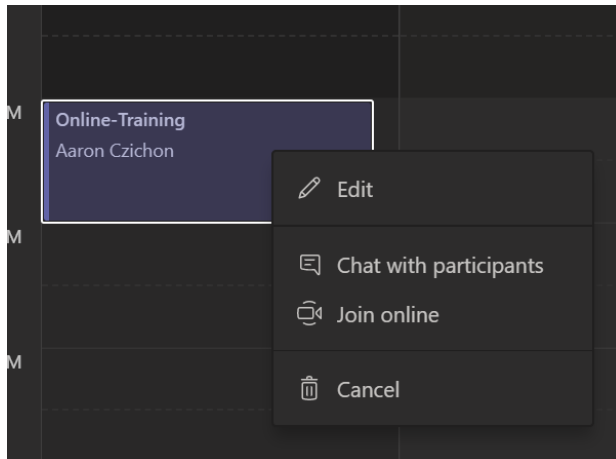 M
Online-Training
Aaron Czichon
Edit
M
Chat with participants
Join online
M
Cancel